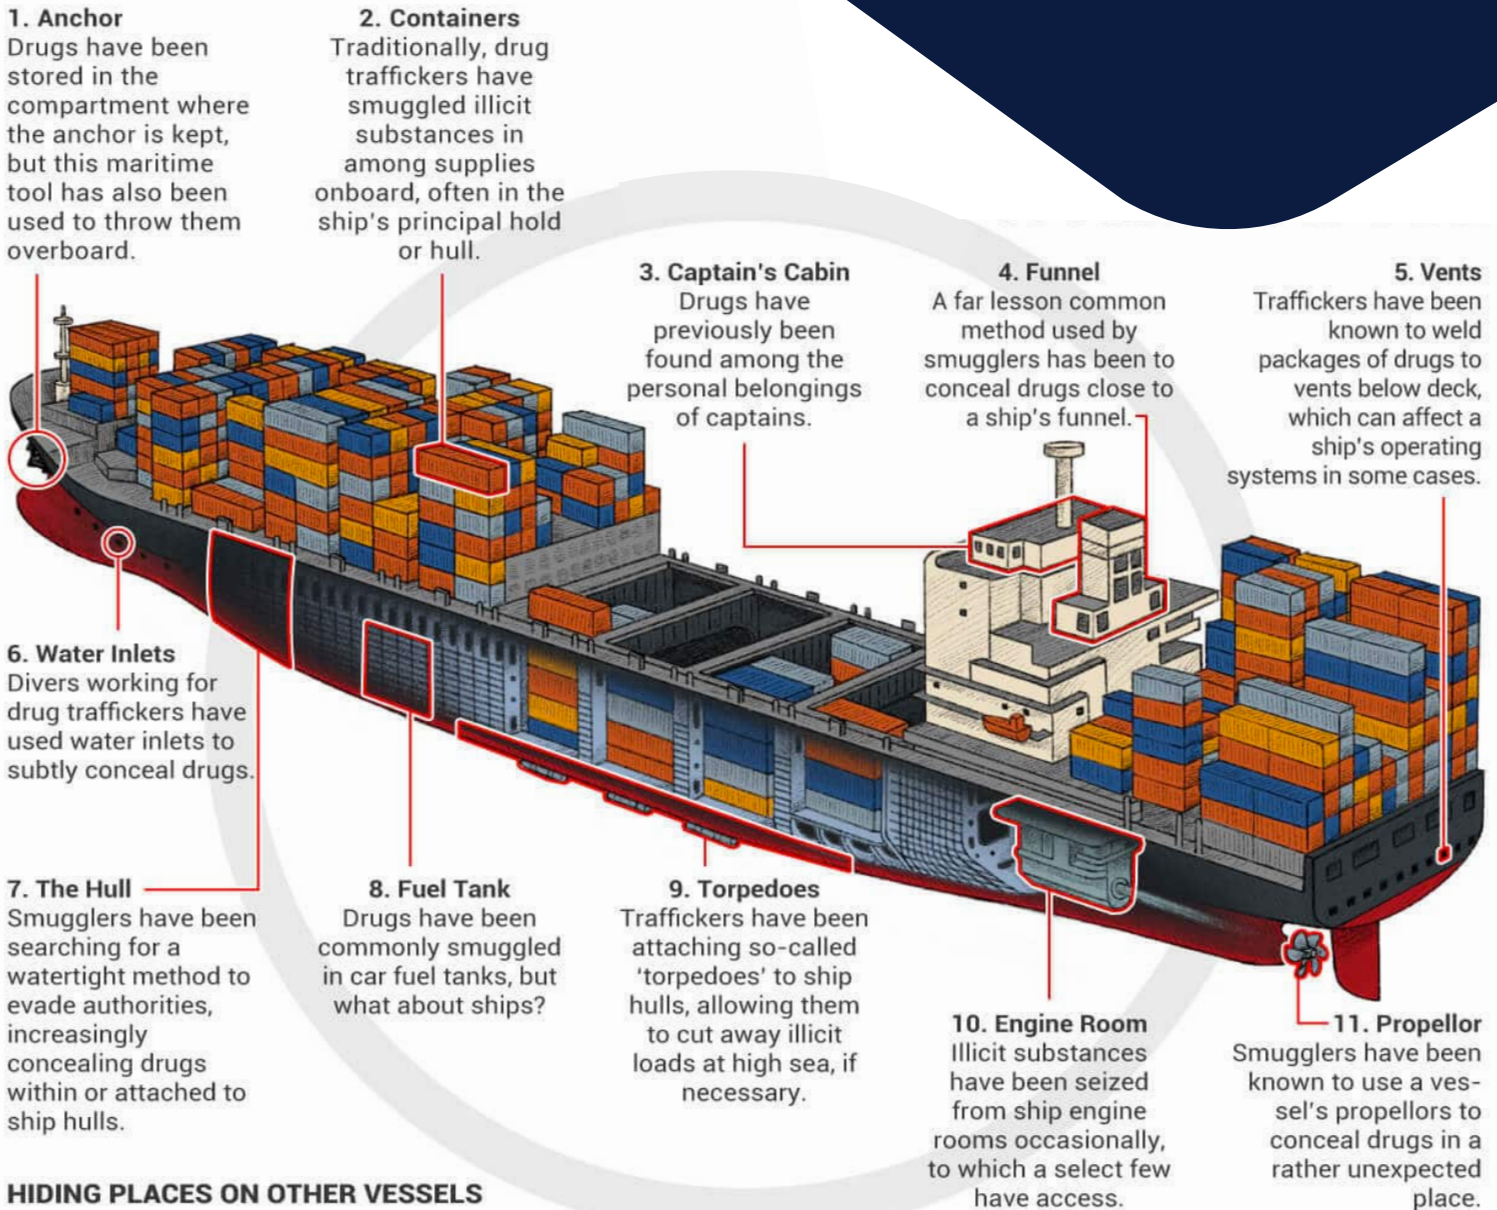 1. Anchor
Drugs have been
stored in the
compartment where
the anchor is kept,
but this maritime
tool has also been
used to throw them
overboard.
2. Containers
Traditionally, drug
traffickers have
smuggled illicit
substances in
among supplies
onboard, often in the
ship's principal hold
or hull.
3. Captain's Cabin
Drugs have
previously been
found among the
personal belongings
of captains.
4. Funnel
A far lesson common
method used by
smugglers has been to
conceal drugs close to
a ship's funnel.
5. Vents
Traffickers have been
known to weld
packages of drugs to
vents below deck,
which can affect a
ship's operating
systems in some cases.
6. Water Inlets
Divers working for
drug traffickers have
used water inlets to
subtly conceal drugs.
7. The Hull
Smugglers have been
searching for a
watertight method to
evade authorities,
increasingly
concealing drugs
within or attached to
ship hulls.
8. Fuel Tank
Drugs have been
commonly smuggled
in car fuel tanks, but
what about ships?
9. Torpedoes
Traffickers have been
attaching so-called
'torpedoes' to ship
hulls, allowing them
to cut away illicit
loads at high sea, if
necessary.
10. Engine Room
Illicit substances
have been seized
from ship engine
rooms occasionally,
to which a select few
have access.
11. Propellor
Smugglers have been
known to use a ves-
sel's propellors to
conceal drugs in a
rather unexpected
place.
HIDING PLACES ON OTHER VESSELS